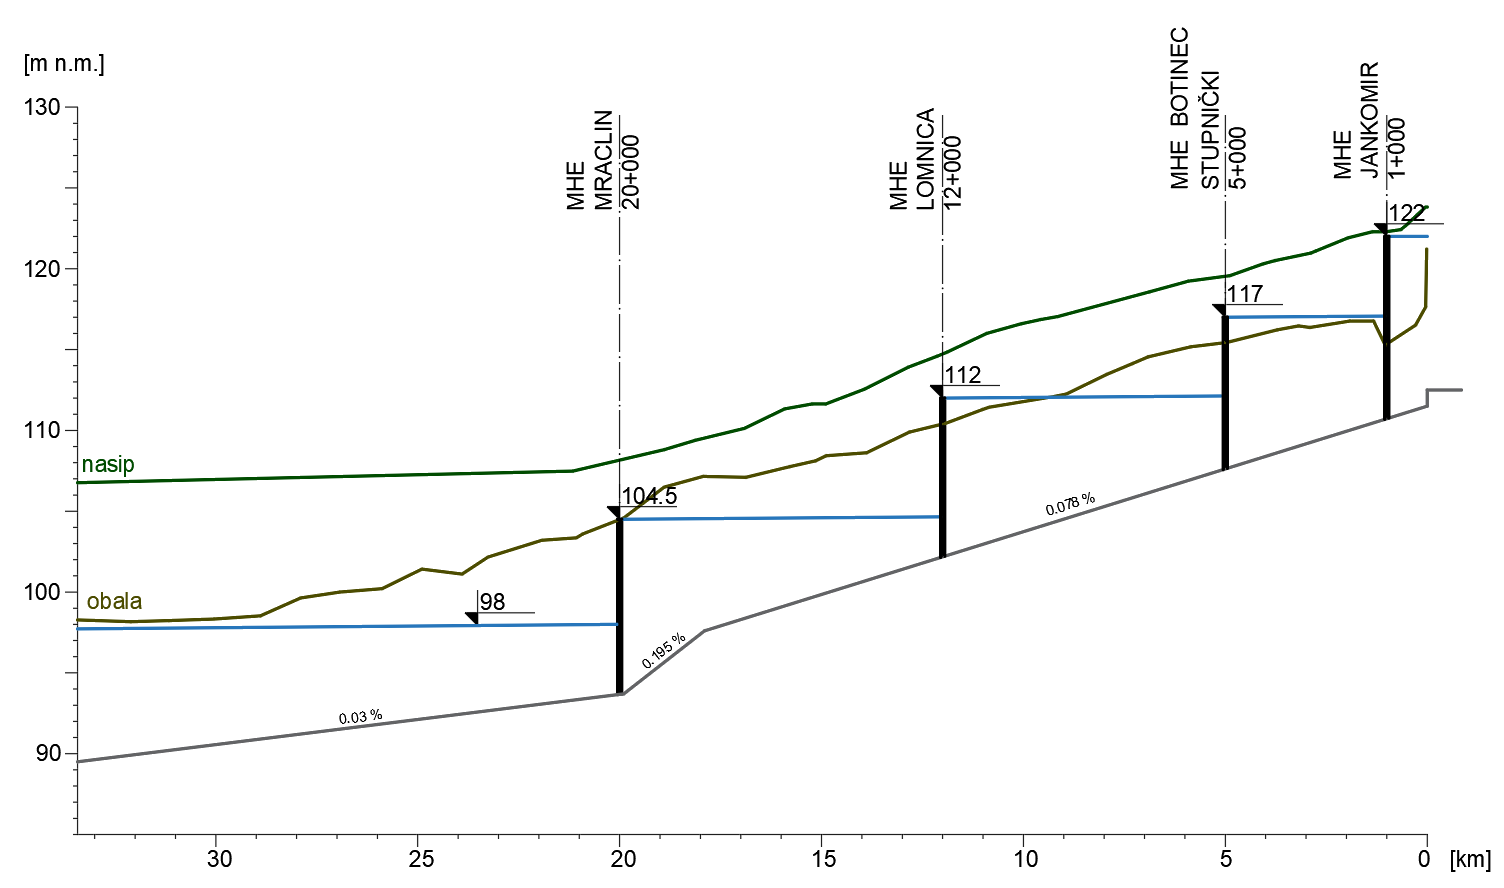 [m n.m.]
130
120
110
100
90
MHE
MRACLIN
20+000
MHE
LOMNICA
12+000
MHE BOTINEC
STUPNIČKI
5+000
MHE
JANKOMIR
1+000
122
117
112
104.5
98
nasip
obala
0.03 %
0.195 %
0.078 %
30
25
20
15
10
5
0
[km]